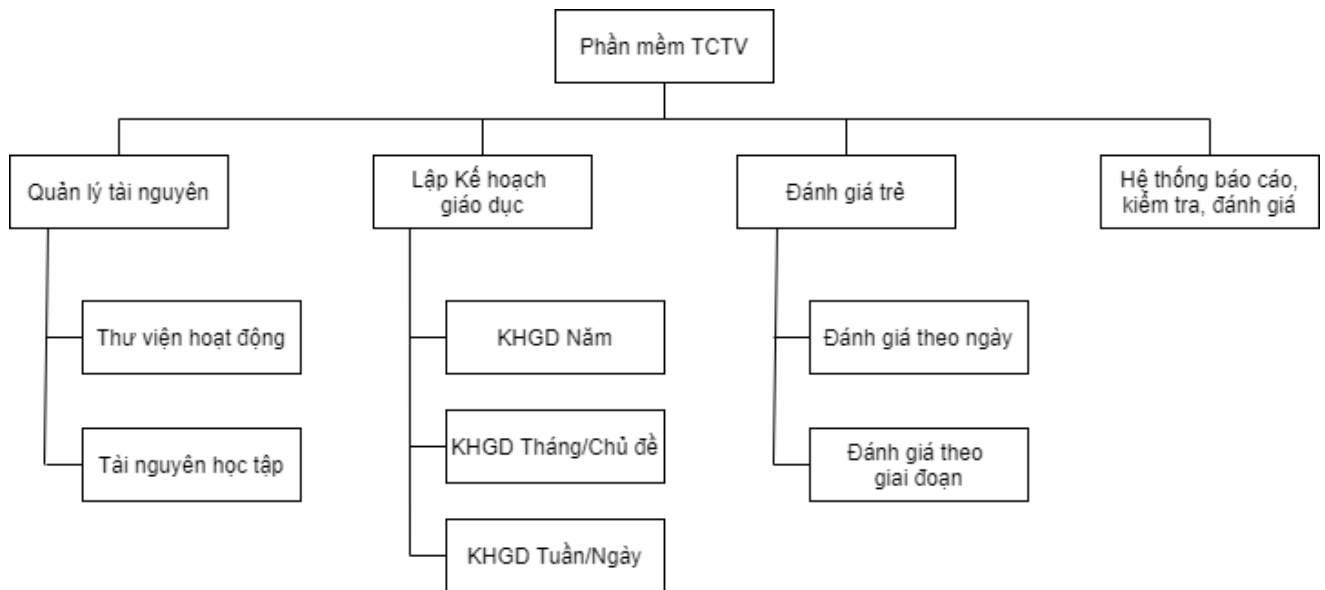 Phần mềm TCTV
Quản lý tài nguyên
Lập Kế hoạch
giáo dục
Đánh giá trẻ
Hệ thống báo cáo,
kiểm tra, đánh giá
Thư viện hoạt động
KHGD Năm
Đánh giá theo ngày
Tài nguyên học tập
KHGD Tháng/Chủ đề
Đánh giá theo
giai đoạn
KHGD Tuần/Ngày